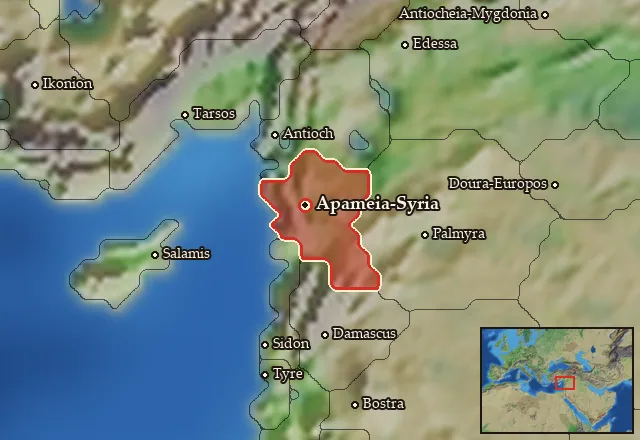 Antiocheia-Mygdonia
Edessa
Ikonion
Tarsos
Antioch
Doura-Europos
Apameia-Syria
Palmyra
Salamis
Damascus
Sidon
Tyre
Bostra